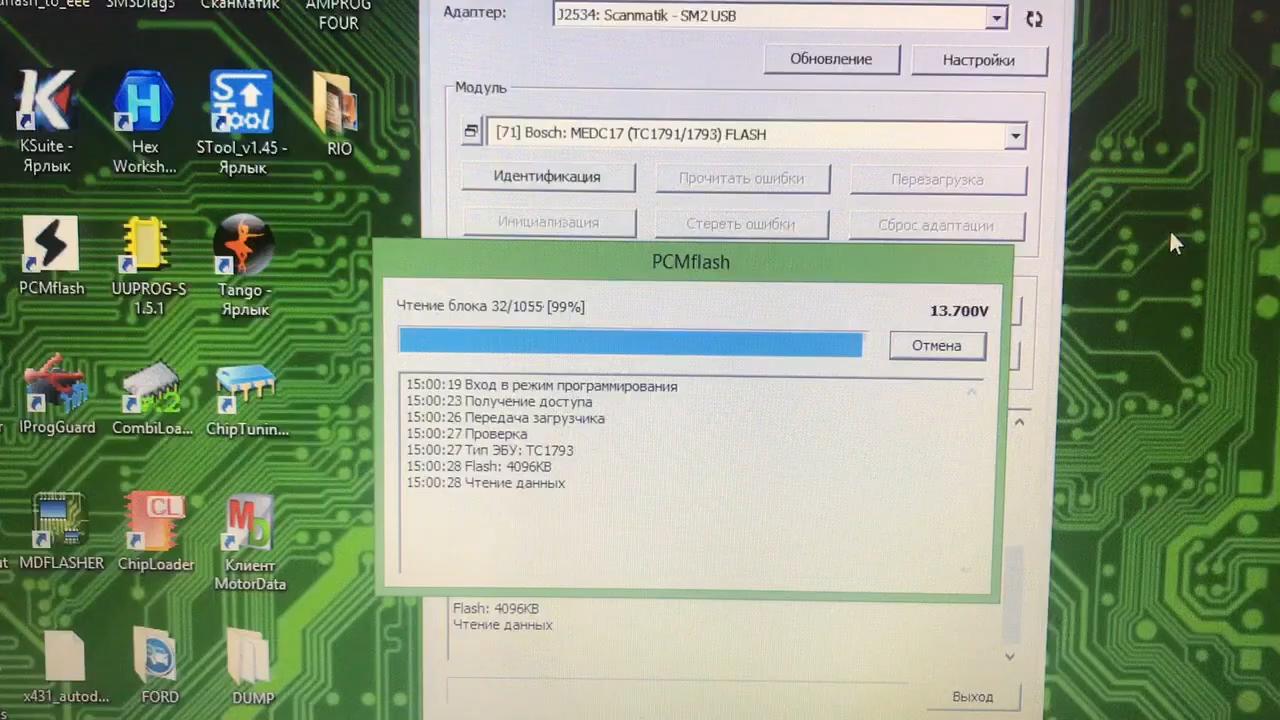 flash_to_eee
SMSDiags
Сканматик
AMPROG
FOUR
Адаптер:
J2534: Scanmatik - SM2 USB
Обновление
Настройки
Модуль
[71] Bosch: MEDC17 (TC1791/1793) FLASH
Идентификация
Прочитать ошибки
Перезагрузка
Инициализация
Стереть ошибки
Сброс адаптации
KSuite -
Ярлык
Hex
Worksh...
STool_v1.45 -
Ярлык
RIO
PCMflash
UUPROG-S
1.5.1
Tango -
Ярлык
PCMflash
Чтение блока 32/1055 [99%]
13.700V
Отмена
15:00:19 Вход в режим программирования
15:00:23 Получение доступа
15:00:26 Передача загрузчика
15:00:27 Проверка
15:00:27 Тип ЭБУ: TC1793
15:00:28 Flash: 4096KB
15:00:28 Чтение данных
IProgGuard
CombiLoa...
v.2
ChipTunin...
MDFLASHER
CL
ChipLoader
MD
Клиент
MotorData
Flash: 4096KB
Чтение данных
x431_autod...
FORD
DUMP
Выход